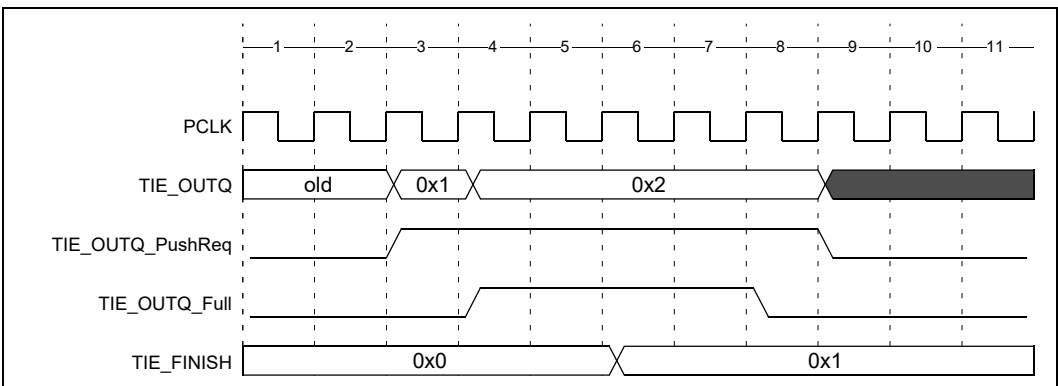 1 2 3 4 5 6 7 8 9 10 11
PCLK
TIE_OUTQ old 0x1 0x2
TIE_OUTQ_PushReq
TIE_OUTQ_Full
TIE_FINISH 0x0 0x1